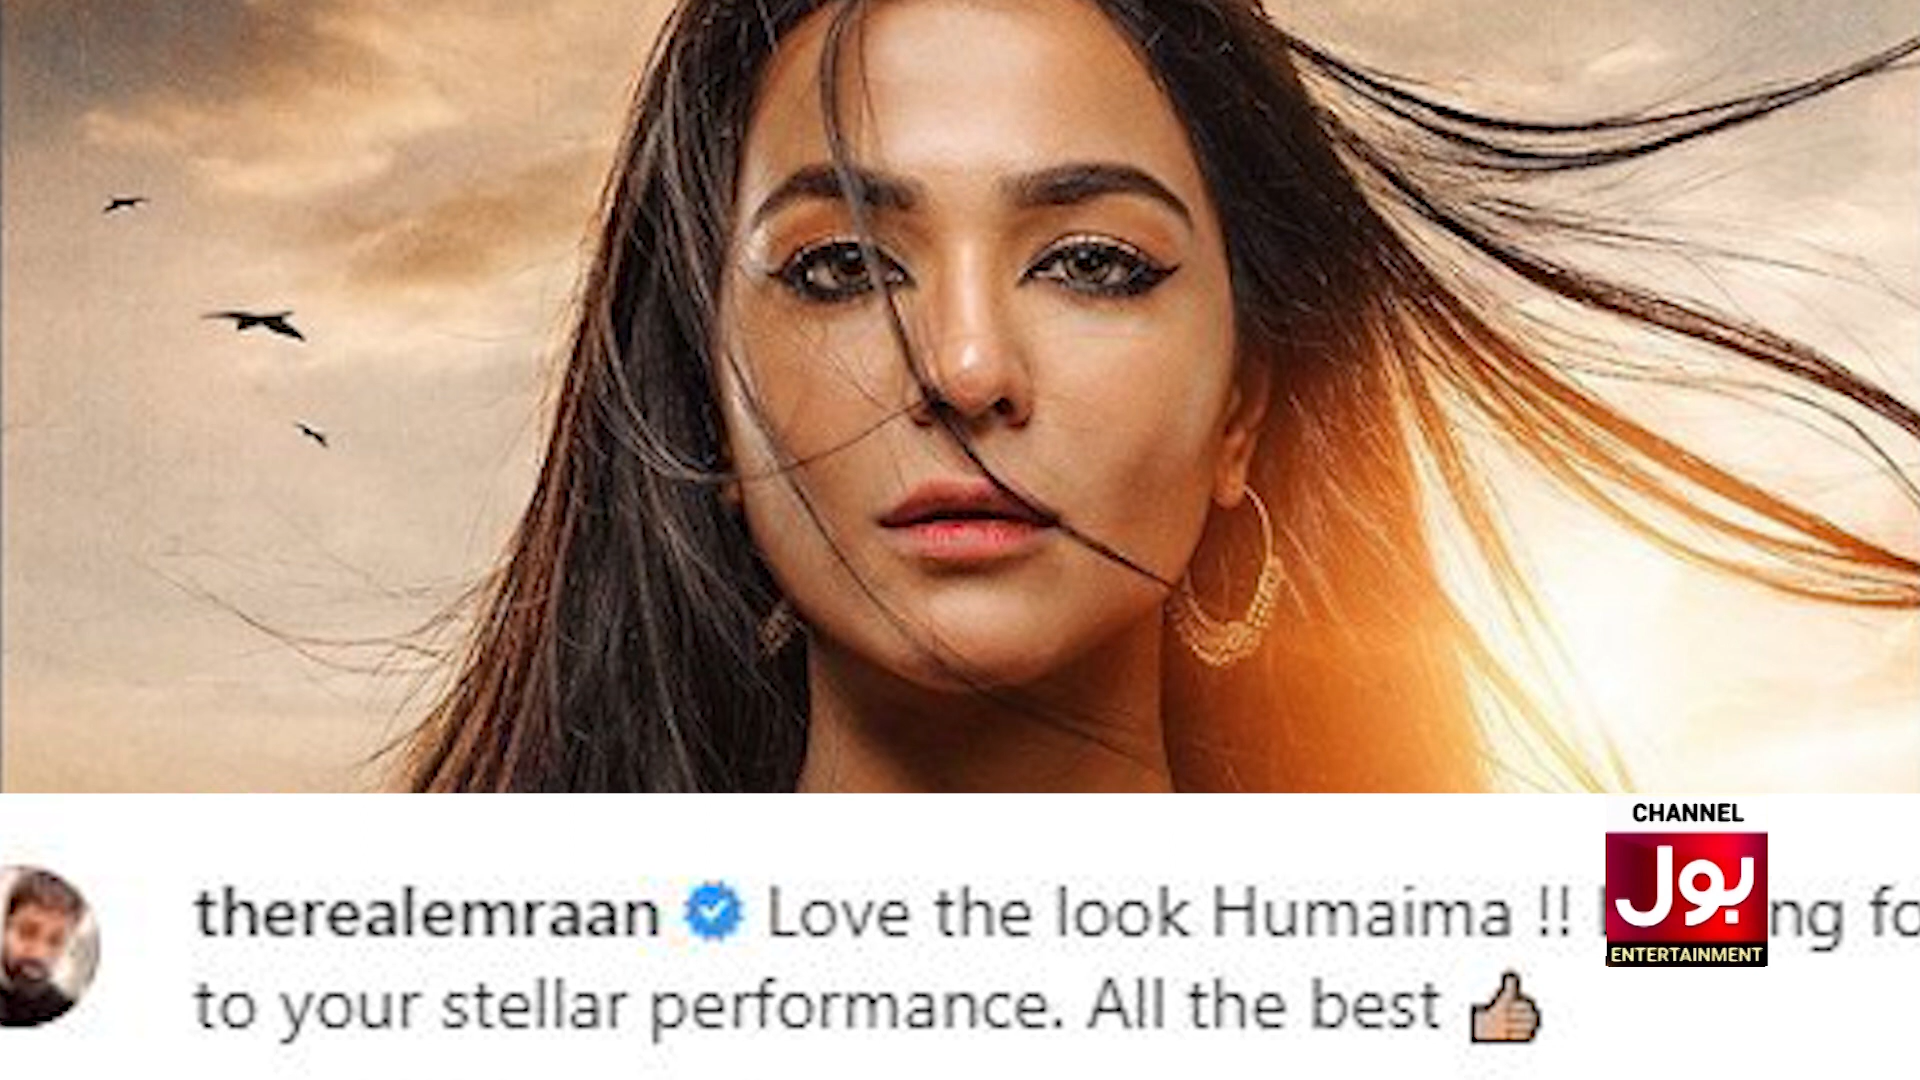 CHANNEL
بول
ENTERTAINMENT
therealemraan Love the look Humaima !! ng fo
to your stellar performance. All the best 👍